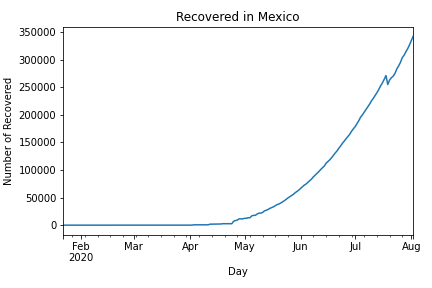 Recovered in Mexico
350000
300000
250000
200000
150000
100000
50000
0
Number of Recovered
Feb Mar Apr May Jun Jul Aug
2020
Day